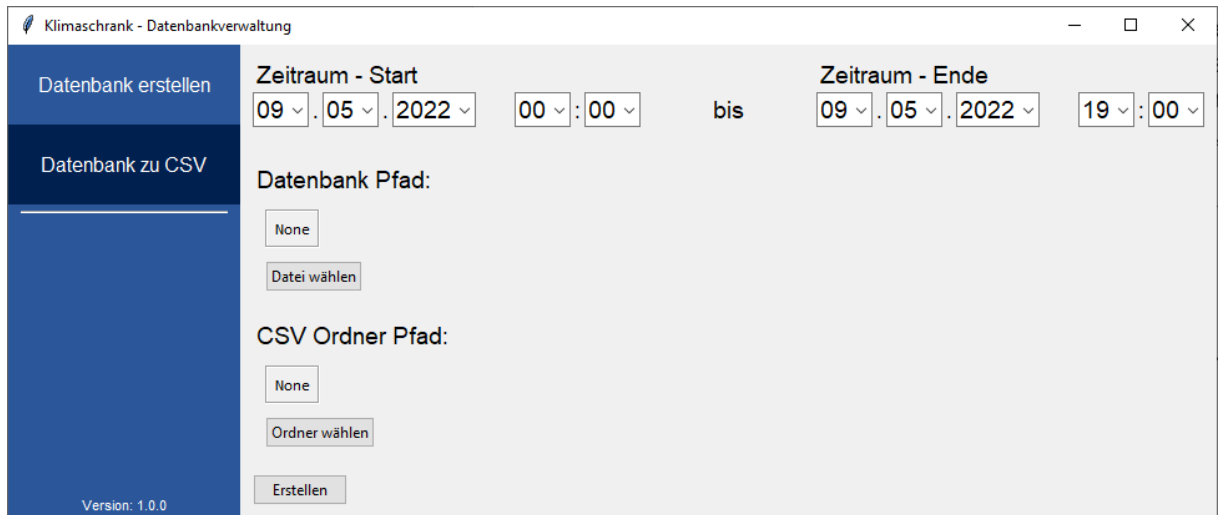 Klimaschrank - Datenbankverwaltung
Datenbank erstellen
Datenbank zu CSV
Version: 1.0.0
Zeitraum - Start
Zeitraum - Ende
09 . 05 . 2022 00 : 00 bis 09 . 05 . 2022 19 : 00
Datenbank Pfad:
None
Datei wählen
CSV Ordner Pfad:
None
Ordner wählen
Erstellen